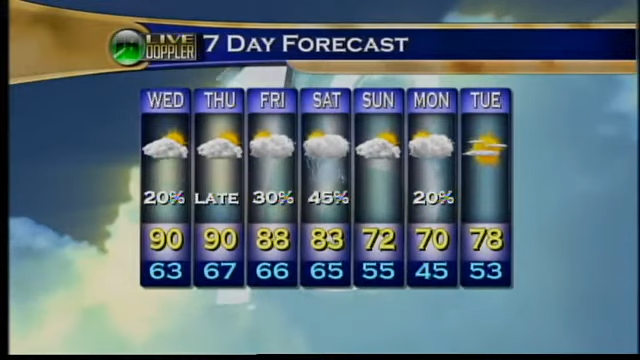 LIVE
DOPPLER
7 DAY FORECAST
WED THU FRI SAT SUN MON TUE
20% LATE 30% 45% 20%
90 90 88 83 72 70 78
63 67 66 65 55 45 53